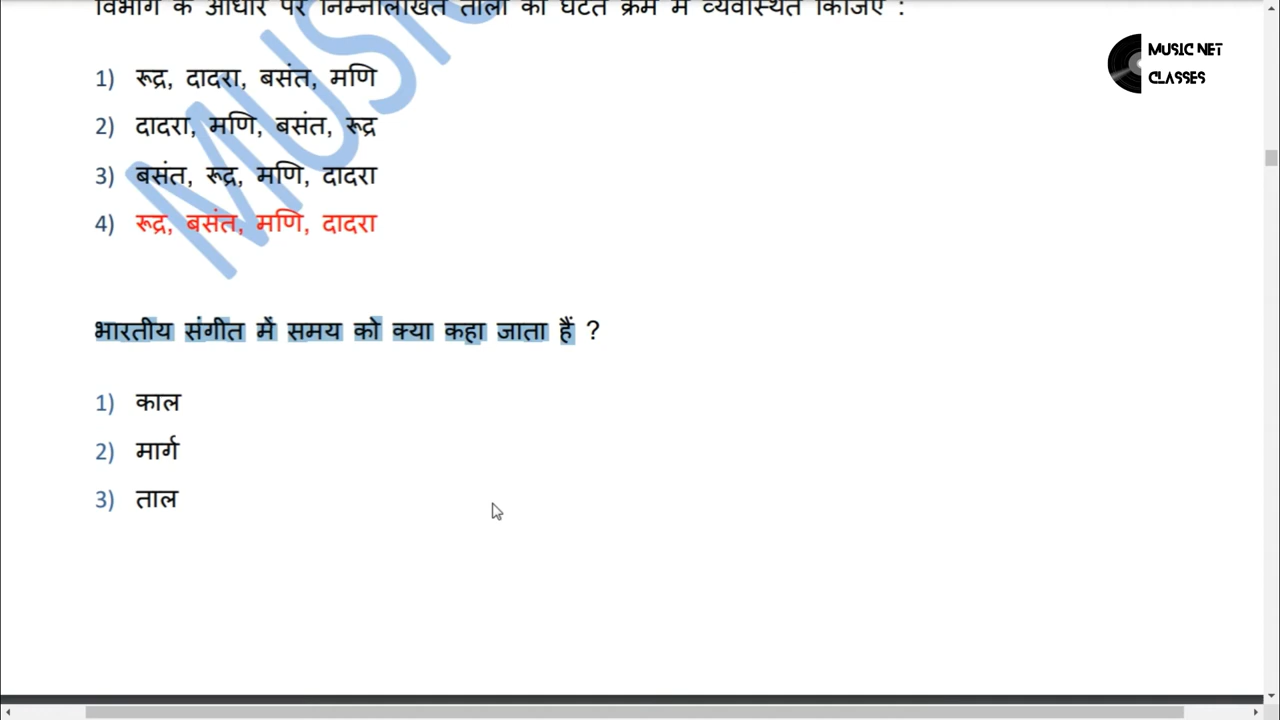 विभाग के आधार पर निम्नलिखित तालों को घटते क्रम में व्यवस्थित किजिए :
MUSIC NET
CLASSES
1) रूद्र, दादरा, बसंत, मणि
2) दादरा, मणि, बसंत, रूद्र
3) बसंत, रूद्र, मणि, दादरा
4) रूद्र, बसंत, मणि, दादरा
MUSIC
भारतीय संगीत में समय को क्या कहा जाता हैं ?
1) काल
2) मार्ग
3) ताल